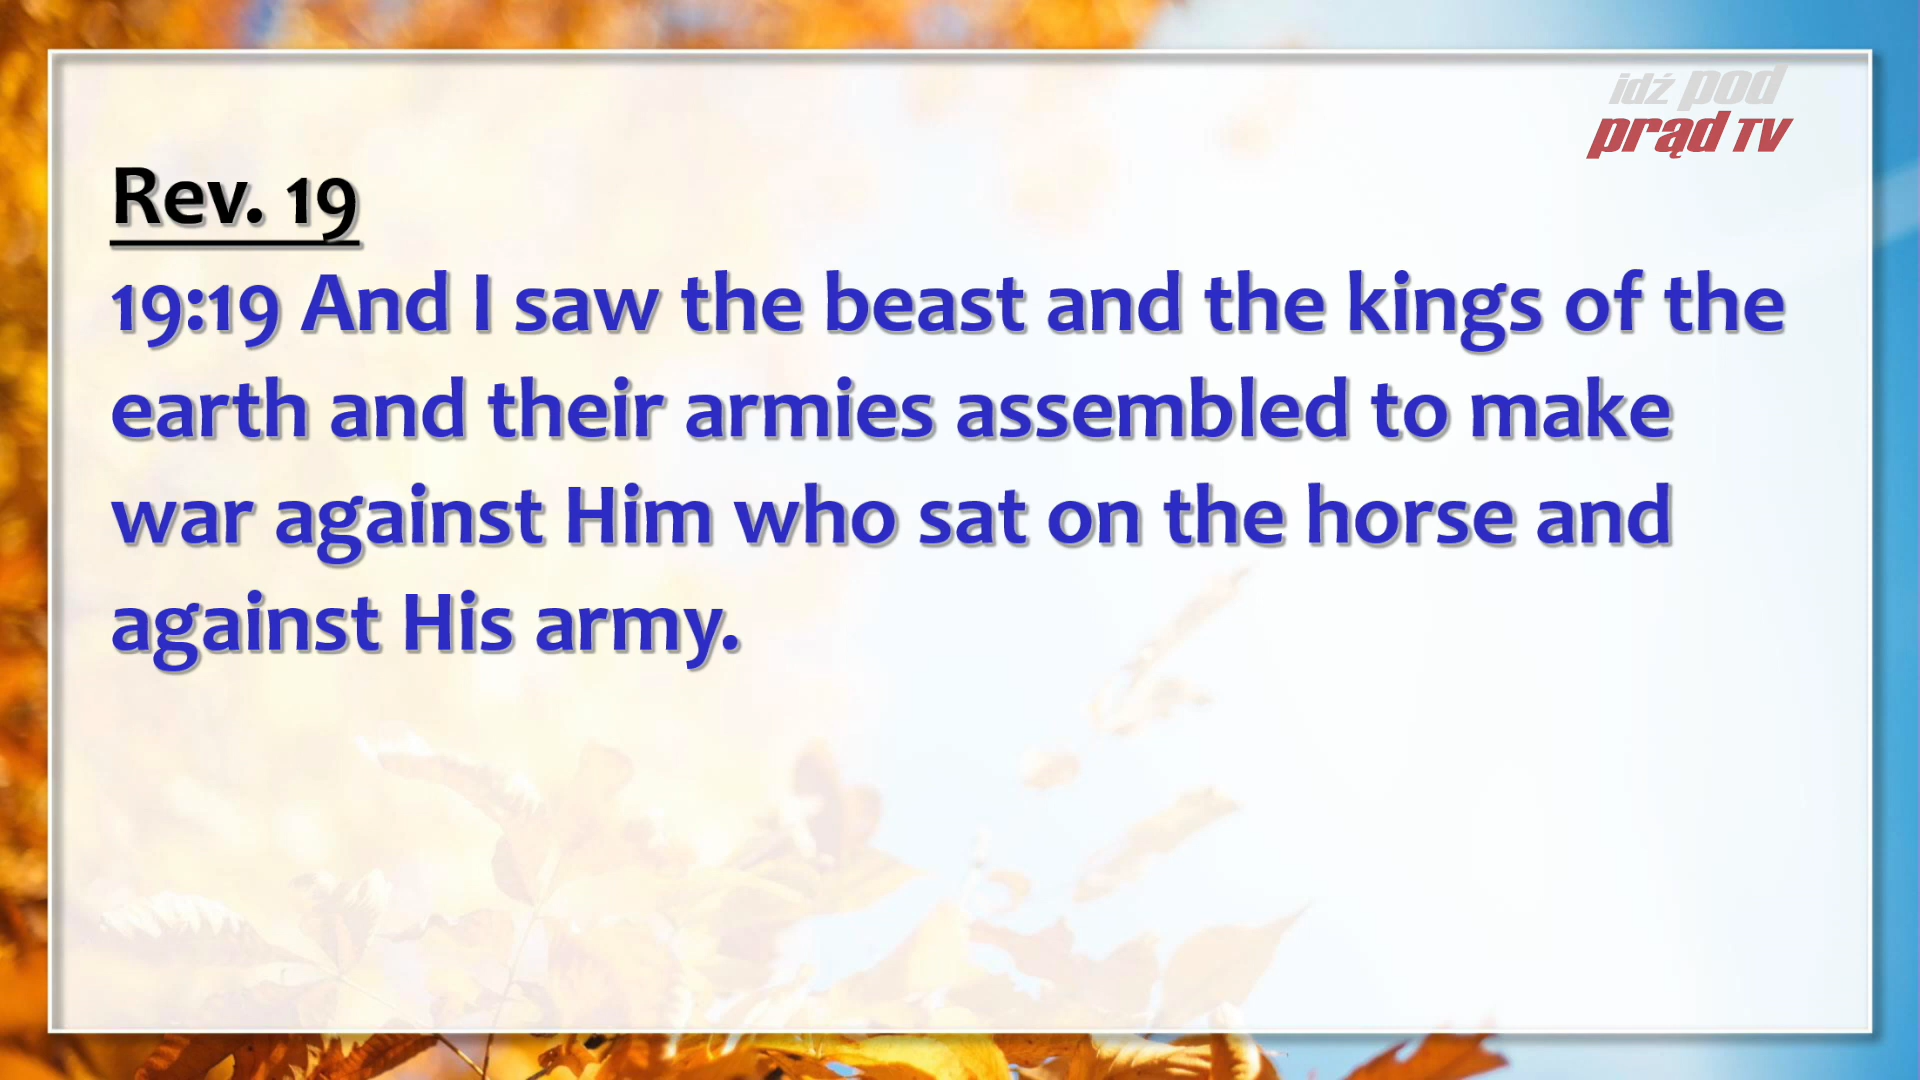 idź pod
prąd TV
Rev. 19
19:19 And I saw the beast and the kings of the
earth and their armies assembled to make
war against Him who sat on the horse and
against His army.